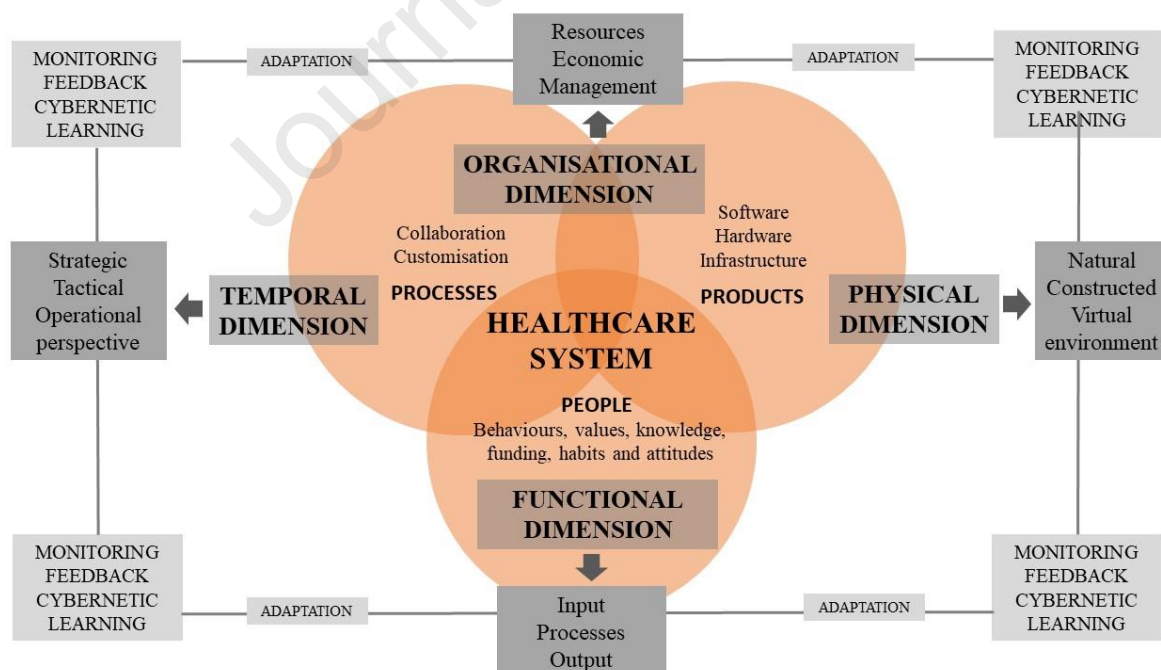 Journ
Resources
Economic
Management
MONITORING
FEEDBACK
CYBERNETIC
LEARNING
ADAPTATION
ADAPTATION
MONITORING
FEEDBACK
CYBERNETIC
LEARNING
ORGANISATIONAL
DIMENSION
Collaboration
Customisation
PROCESSES
Software
Hardware
Infrastructure
PRODUCTS
Strategic
Tactical
Operational
perspective
TEMPORAL
DIMENSION
HEALTHCARE
SYSTEM
PHYSICAL
DIMENSION
Natural
Constructed
Virtual
environment
PEOPLE
Behaviours, values, knowledge,
funding, habits and attitudes
FUNCTIONAL
DIMENSION
MONITORING
FEEDBACK
CYBERNETIC
LEARNING
ADAPTATION
Input
Processes
Output
ADAPTATION
MONITORING
FEEDBACK
CYBERNETIC
LEARNING